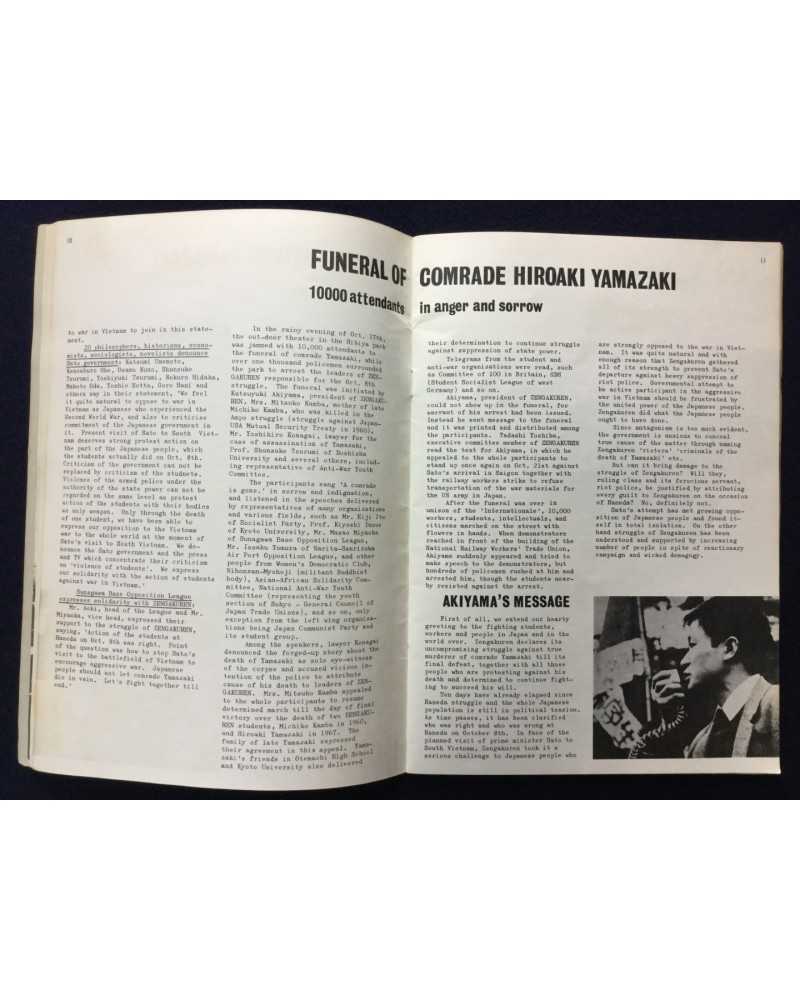 10
FUNERAL OF COMRADE HIROAKI YAMAZAKI
10000 attendants in anger and sorrow
11
to war in Vietnam to join in this state-
ment.
20 philosophers, historians, econo-
mists, sociologists, novelists denounce
Sato government: Katsumi Umemoto,
Kenzaburo Ohe, Osamu Kuno, Shunsuke
Tsurumi, Yoshiyuki Tsurumi, Rokuro Hidaka,
Makoto Oda, Yoshie Hotta, Goro Hani and
others say in their statement, 'We feel
it quite natural to oppose the war in
Vietnam as Japanese who experienced the
Second World War, and also to criticise
commitment of the Japanese government in
it. Present visit of Sato to South Viet-
nam deserves strong protest action on
the part of the Japanese people, which
the students actually did on Oct. 8th.
Criticism of the government can not be
replaced by criticism of the students.
Violence of the armed police under the
authority of the state power can not be
regarded on the same level as protest
action of the students with their bodies
as only weapon. Only through the death
of one student, we have been able to
express our opposition to the Vietnam
war to the whole world at the moment of
Sato's visit to South Vietnam. We de-
nounce the Sato government and the press
and TV which concentrate their criticism
on 'violence of students'. We express
our solidarity with the action of students
against war in Vietnam.'
Sunagawa Base Opposition League
expresses solidarity with ZENGAKUREN:
Mr. Aoki, head of the League and Mr.
Miyaoka, vice head, expressed their
support to the struggle of ZENGAKUREN,
saying, 'Action of the students at
Haneda on Oct. 8th was right. Point
of the question was how to stop Sato's
visit to the battlefield of Vietnam to
encourage aggressive war. Japanese
people should not let comrade Yamazaki
die in vain. Let's fight together till
end.'
In the rainy evening of Oct. 17th,
the out-door theater in the Hibiya park
was jammed with 10,000 attendants to
the funeral of comrade Yamazaki, while
over one thousand policemen surrounded
the park to arrest the leaders of ZEN-
GAKUREN responsible for the Oct. 8th
struggle. The funeral was initiated by
Katsuyuki Akiyama, president of ZENGAKU-
REN, Mrs. Mitsuko Kamba, mother of late
Michiko Kamba, who was killed in the
Ampo struggle (struggle against Japan-
USA Mutual Security Treaty in 1960),
Mr. Yoshihiro Konagai, lawyer for the
case of assassination of Yamazaki,
Prof. Shunsuke Tsurumi of Doshisha
University and several others, includ-
ing representative of Anti-War Youth
Committee.
The participants sang 'A comrade
is gone.' in sorrow and indignation,
and listened in the speeches delivered
by representatives of many organizations
and various fields, such as Mr. Kiji Ito
of Socialist Party, Prof. Kiyoshi Inoue
of Kyoto University, Mr. Masao Miyaoka
of Sunagawa Base Opposition League,
Mr. Issaku Tomura of Narita-Sanrizuka
Air Port Opposition League, and other
people from Women's Democratic Club,
Nihonzan-Myohoji (militant Buddhist
body), Asian-African Solidarity Com-
mittee, National Anti-War Youth
Committee (representing the youth
section of Sohyo - General Council of
Japan Trade Unions), and so on, only
exception from the left wing organiza-
tions being Japan Communist Party and
its student group.
Among the speakers, lawyer Konagai
denounced the forged-up story about the
death of Yamazaki as sole eye-witness
of the corpse and accused vicious in-
tention of the police to attribute
cause of his death to leaders of ZEN-
GAKUREN. Mrs. Mitsuko Kamba appealed
to the whole participants to resume
determined march till the day of final
victory over the death of two ZENGAKU-
REN students, Michiko Kamba in 1960,
and Hiroaki Yamazaki in 1967. The
family of late Yamazaki expressed
their agreement in this appeal. Yama-
zaki's friends in Otemachi High School
and Kyoto University also delivered
their determination to continue struggle
against suppression of state power.
Telegrams from the student and
anti-war organizations were read, such
as Committee of 100 in Britain, SDS
(Student Socialist League of west
Germany) and so on.
Akiyama, president of ZENGAKUREN,
could not show up in the funeral, for
warrant of his arrest had been issued.
Instead he sent message to the funeral
and it was printed and distributed among
the participants. Tadashi Yoshiba,
executive committee member of ZENGAKUREN
read the text for Akiyama, in which he
appealed to the whole participants to
stand up once again on Oct. 21st against
Sato's arrival in Saigon together with
the railway workers strike to refuse
transportation of the war materials for
the US army in Japan.
After the funeral was over in
unison of the 'Internationale', 10,000
workers, students, intellectuals, and
citizens marched on the street with
flowers in hands. When demonstrators
reached in front of the building of the
National Railway Workers' Trade Union,
Akiyama suddenly appeared and tried to
make speech to the demonstrators, but
hundreds of policemen rushed at him and
arrested him, though the students near-
by resisted against the arrest.
AKIYAMA'S MESSAGE
First of all, we extend our hearty
greeting to the fighting students,
workers and people in Japan and in the
world over. Zengakuren declares its
uncompromising struggle against true
murderer of comrade Yamazaki till its
final defeat, together with all those
people who are protesting against his
death and determined to continue fight-
ing to succeed his will.
Ten days have already elapsed since
Haneda struggle and the whole Japanese
population is still in political tension.
As time passes, it has been clarified
who was right and who was wrong at
Haneda on October 8th. In face of the
planned visit of prime minister Sato to
South Vietnam, Zengakuren took it a
serious challenge to Japanese people who
are strongly opposed to the war in Viet-
nam. It was quite natural and with
enough reason that Zengakuren gathered
all of its strength to prevent Sato's
departure against heavy suppression of
riot police. Governmental attempt to
be active participant in the aggressive
war in Vietnam should be frustrated by
the united power of the Japanese people.
Zengakuren did what the Japanese people
ought to have done.
Since antagonism is too much evident,
the government is anxious to conceal
true cause of the matter through naming
Zengakuren 'rioters' 'criminals of the
death of Yamazaki' etc.
But can it bring damage to the
struggle of Zengakuren? Will they,
ruling class and its ferocious servant,
riot police, be justified by attributing
every guilt to Zengakuren on the occasion
of Haneda? No, definitely not.
Sato's attempt has met growing oppo-
sition of Japanese people and found it-
self in total isolation. On the other
hand struggle of Zengakuren has been
understood and supported by increasing
number of people in spite of reactionary
campaign and wicked demagogy.